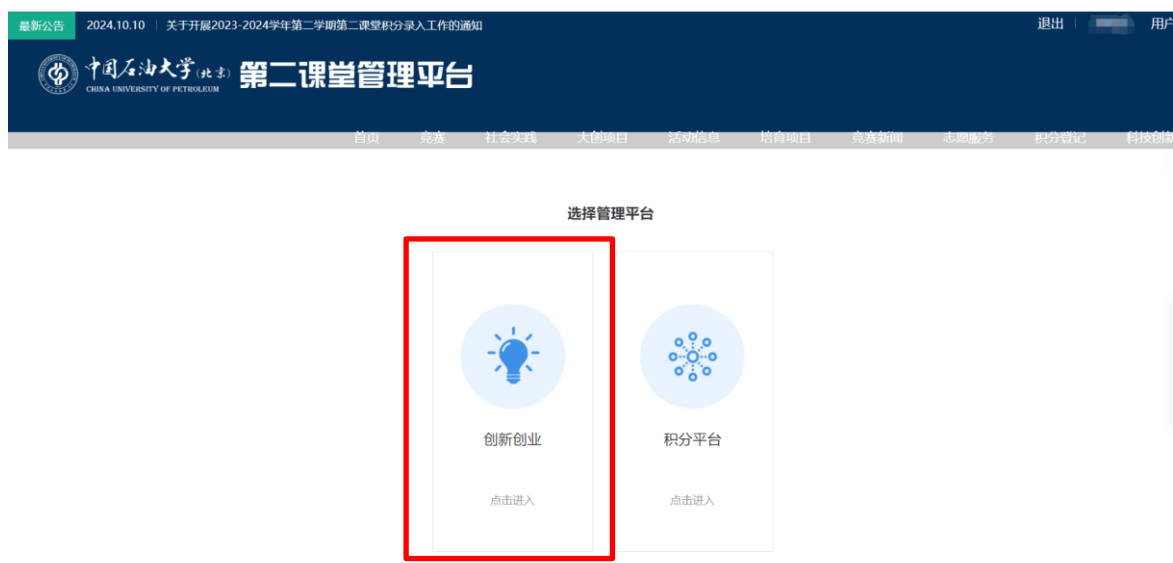 最新公告 2024.10.10 关于开展2023-2024学年第二学期第二课堂积分录入工作的通知 退出 用户
中国石油大学(北京) 第二课堂管理平台
CHINA UNIVERSITY OF PETROLEUM
首页 竞赛 社会实践 大创项目 活动信息 培育项目 竞赛新闻 志愿服务 积分登记 科技创新
选择管理平台
创新创业 积分平台
点击进入 点击进入